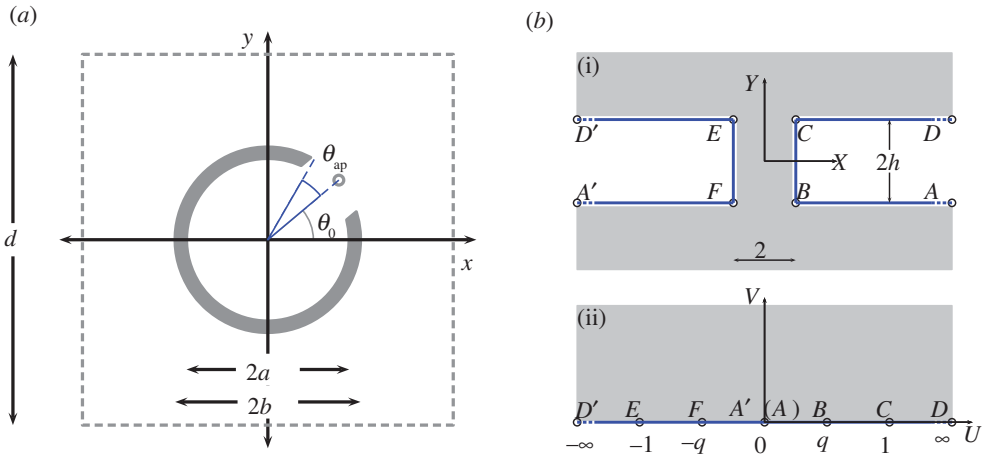 (a)
y
θap
θ0
x
d
2a
2b
(b)
(i)
Y
D′ E C D
X 2h
A′ F B A
2
V
(ii)
D′ E F A′ (A) B C D
U
−∞ −1 −q 0 q 1 ∞